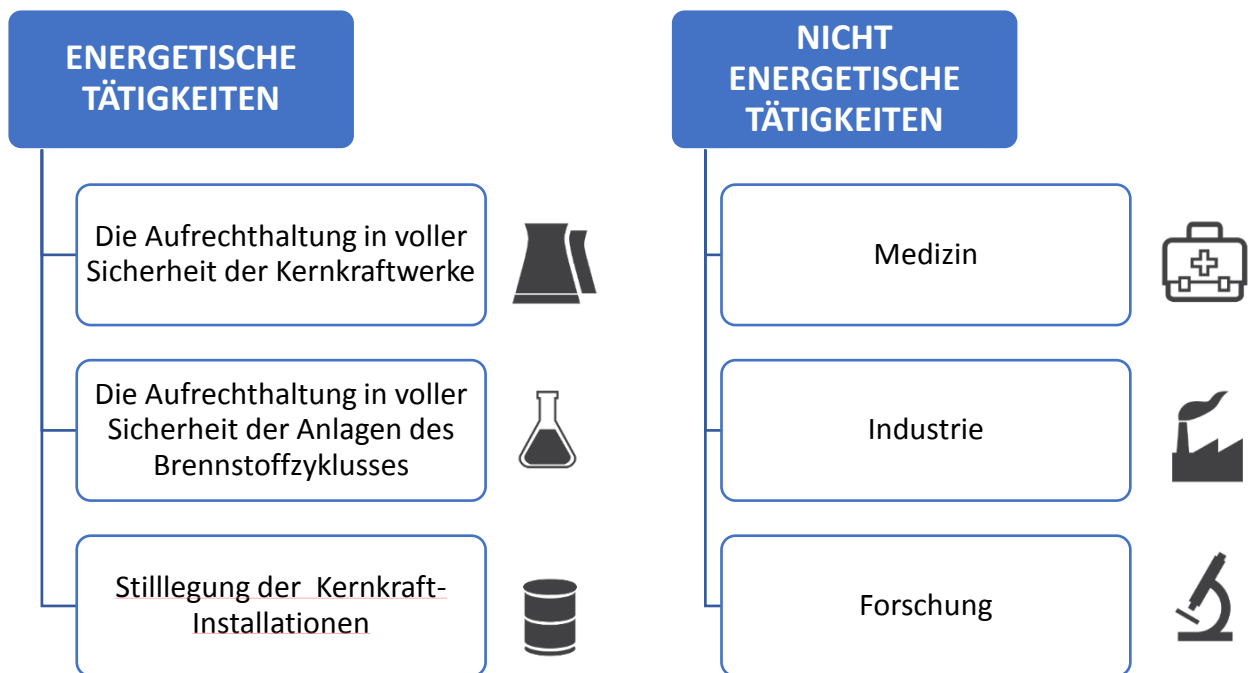 ENERGETISCHE
TÄTIGKEITEN
Die Aufrechthaltung in voller
Sicherheit der Kernkraftwerke
Die Aufrechthaltung in voller
Sicherheit der Anlagen des
Brennstoffzyklusses
Stilllegung der  Kernkraft-
Installationen
NICHT
ENERGETISCHE
TÄTIGKEITEN
Medizin
Industrie
Forschung